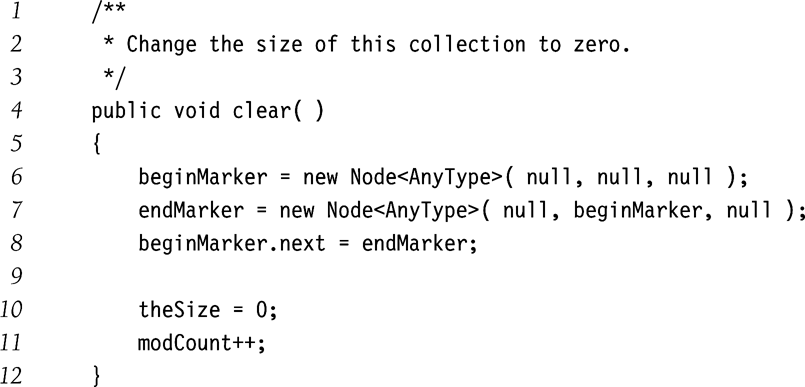 1 /**
2 * Change the size of this collection to zero.
3 */
4 public void clear( )
5 {
6 beginMarker = new Node<AnyType>( null, null, null );
7 endMarker = new Node<AnyType>( null, beginMarker, null );
8 beginMarker.next = endMarker;
9
10 theSize = 0;
11 modCount++;
12 }